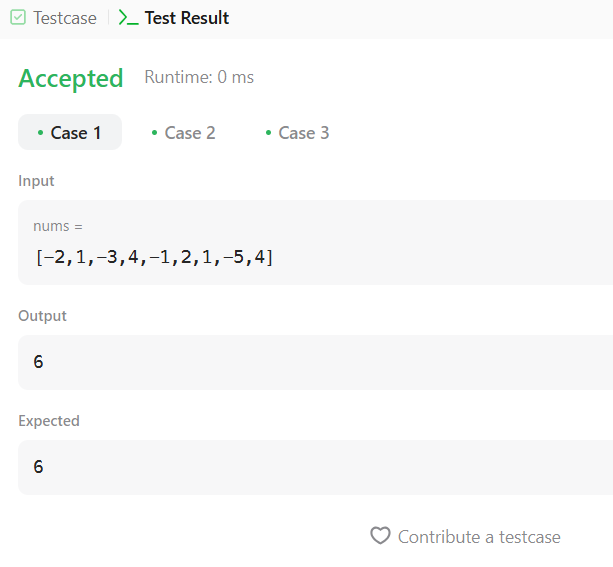 Testcase
Test Result
Accepted
Runtime: 0 ms
Case 1
Case 2
Case 3
Input
nums =
[-2,1,-3,4,-1,2,1,-5,4]
Output
6
Expected
6
Contribute a testcase